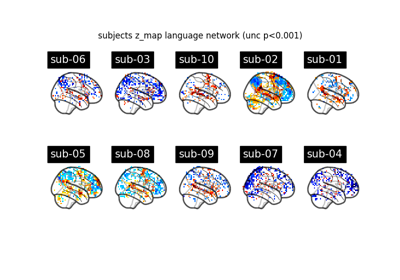 subjects z_map language network (unc p<0.001)
sub-06 sub-03 sub-10 sub-02 sub-01
sub-05 sub-08 sub-09 sub-07 sub-04